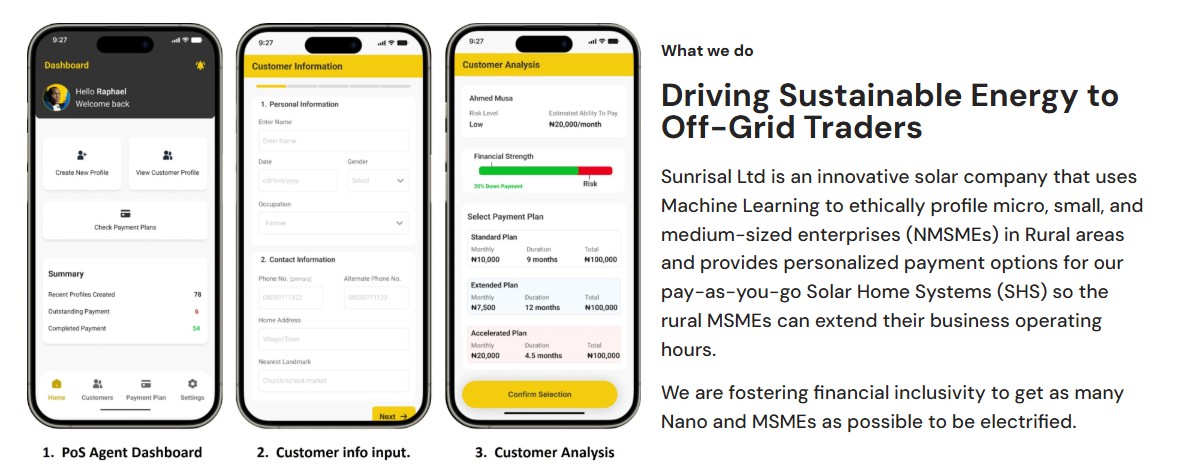 9:27
Dashboard
Hello Raphael
Welcome back
Create New Profile
View Customer Profile
Check Payment Plans
Summary
Recent Profiles Created 78
Outstanding Payment 6
Completed Payment 54
Home Customers Payment Plan Settings
1. PoS Agent Dashboard
9:27
Customer Information
1. Personal Information
Enter Name
Enter Name
Date Gender
dd/mm/yyyy Select
Occupation
Farmer
2. Contact Information
Phone No. (primary) Alternate Phone No.
08030711122 08030711122
Home Address
Village/Town
Nearest Landmark
Church/school/market
Next →
2. Customer info input.
9:27
Customer Analysis
Ahmed Musa
Risk Level Estimated Ability To Pay
Low ₦20,000/month
Financial Strength
20% Down Payment Risk
Select Payment Plan
Standard Plan
Monthly Duration Total
₦10,000 9 months ₦100,000
Extended Plan
Monthly Duration Total
₦7,500 12 months ₦100,000
Accelerated Plan
Monthly Duration Total
₦20,000 4.5 months ₦100,000
Confirm Selection
3. Customer Analysis
What we do
Driving Sustainable Energy to
Off-Grid Traders
Sunrisal Ltd is an innovative solar company that uses
Machine Learning to ethically profile micro, small, and
medium-sized enterprises (NMSMEs) in Rural areas
and provides personalized payment options for our
pay-as-you-go Solar Home Systems (SHS) so the
rural MSMEs can extend their business operating
hours.
We are fostering financial inclusivity to get as many
Nano and MSMEs as possible to be electrified.